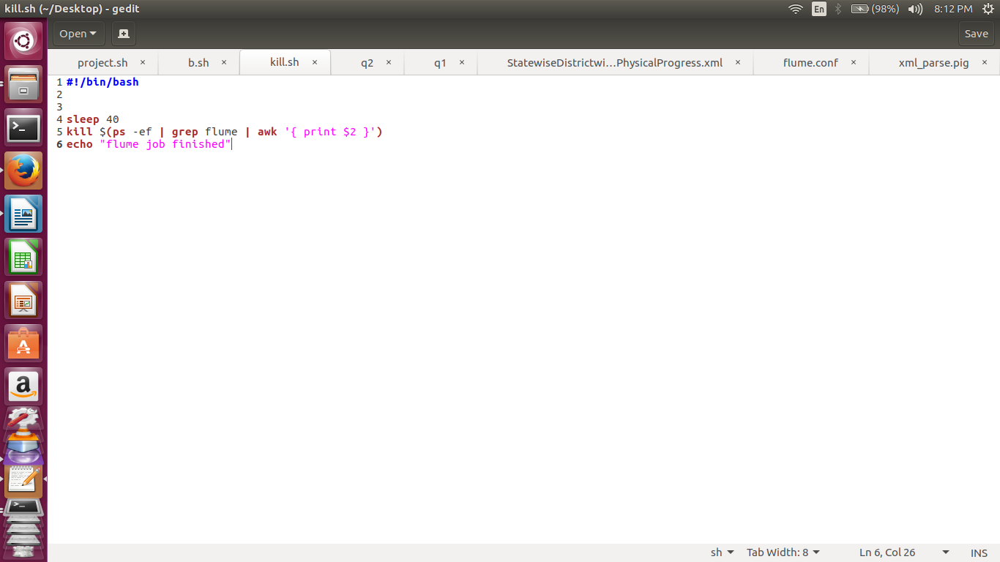 kill.sh (~/Desktop) - gedit
En
(98%)
8:12 PM
Open
Save
project.sh ×
b.sh ×
kill.sh ×
q2 ×
q1 ×
StatewiseDistrictwi…PhysicalProgress.xml ×
flume.conf ×
xml_parse.pig ×
1 #!/bin/bash
2
3
4 sleep 40
5 kill $(ps -ef | grep flume | awk '{ print $2 }')
6 echo "flume job finished"
sh
Tab Width: 8
Ln 6, Col 26
INS